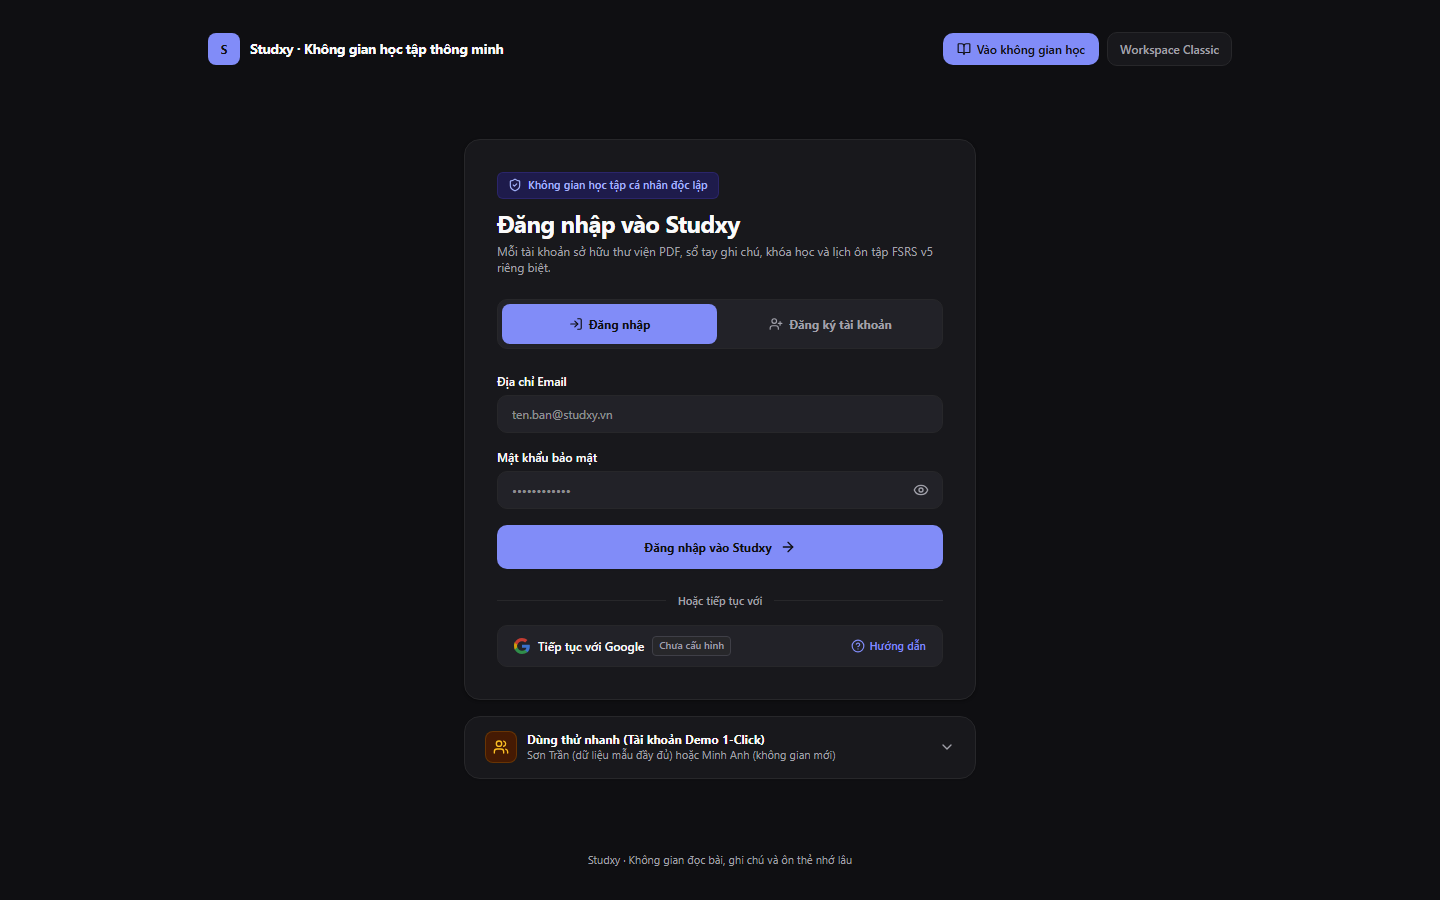 S
Studxy · Không gian học tập thông minh
Vào không gian học
Workspace Classic
Không gian học tập cá nhân độc lập
Đăng nhập vào Studxy
Mỗi tài khoản sở hữu thư viện PDF, sổ tay ghi chú, khóa học và lịch ôn tập FSRS v5
riêng biệt.
Đăng nhập
Đăng ký tài khoản
Địa chỉ Email
ten.ban@studxy.vn
Mật khẩu bảo mật
••••••••••••
Đăng nhập vào Studxy
Hoặc tiếp tục với
Tiếp tục với Google
Chưa cấu hình
Hướng dẫn
Dùng thử nhanh (Tài khoản Demo 1-Click)
Sơn Trần (dữ liệu mẫu đầy đủ) hoặc Minh Anh (không gian mới)
Studxy · Không gian đọc bài, ghi chú và ôn thẻ nhớ lâu